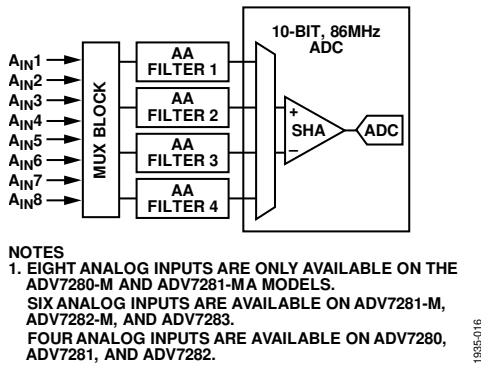 10-BIT, 86MHz
ADC
AIN1
AIN2
AIN3
AIN4
AIN5
AIN6
AIN7
AIN8
MUX BLOCK
AA
FILTER 1
AA
FILTER 2
AA
FILTER 3
AA
FILTER 4
+
SHA
–
ADC
NOTES
1. EIGHT ANALOG INPUTS ARE ONLY AVAILABLE ON THE
ADV7280-M AND ADV7281-MA MODELS.
SIX ANALOG INPUTS ARE AVAILABLE ON ADV7281-M,
ADV7282-M, AND ADV7283.
FOUR ANALOG INPUTS ARE AVAILABLE ON ADV7280,
ADV7281, AND ADV7282.
1935-016